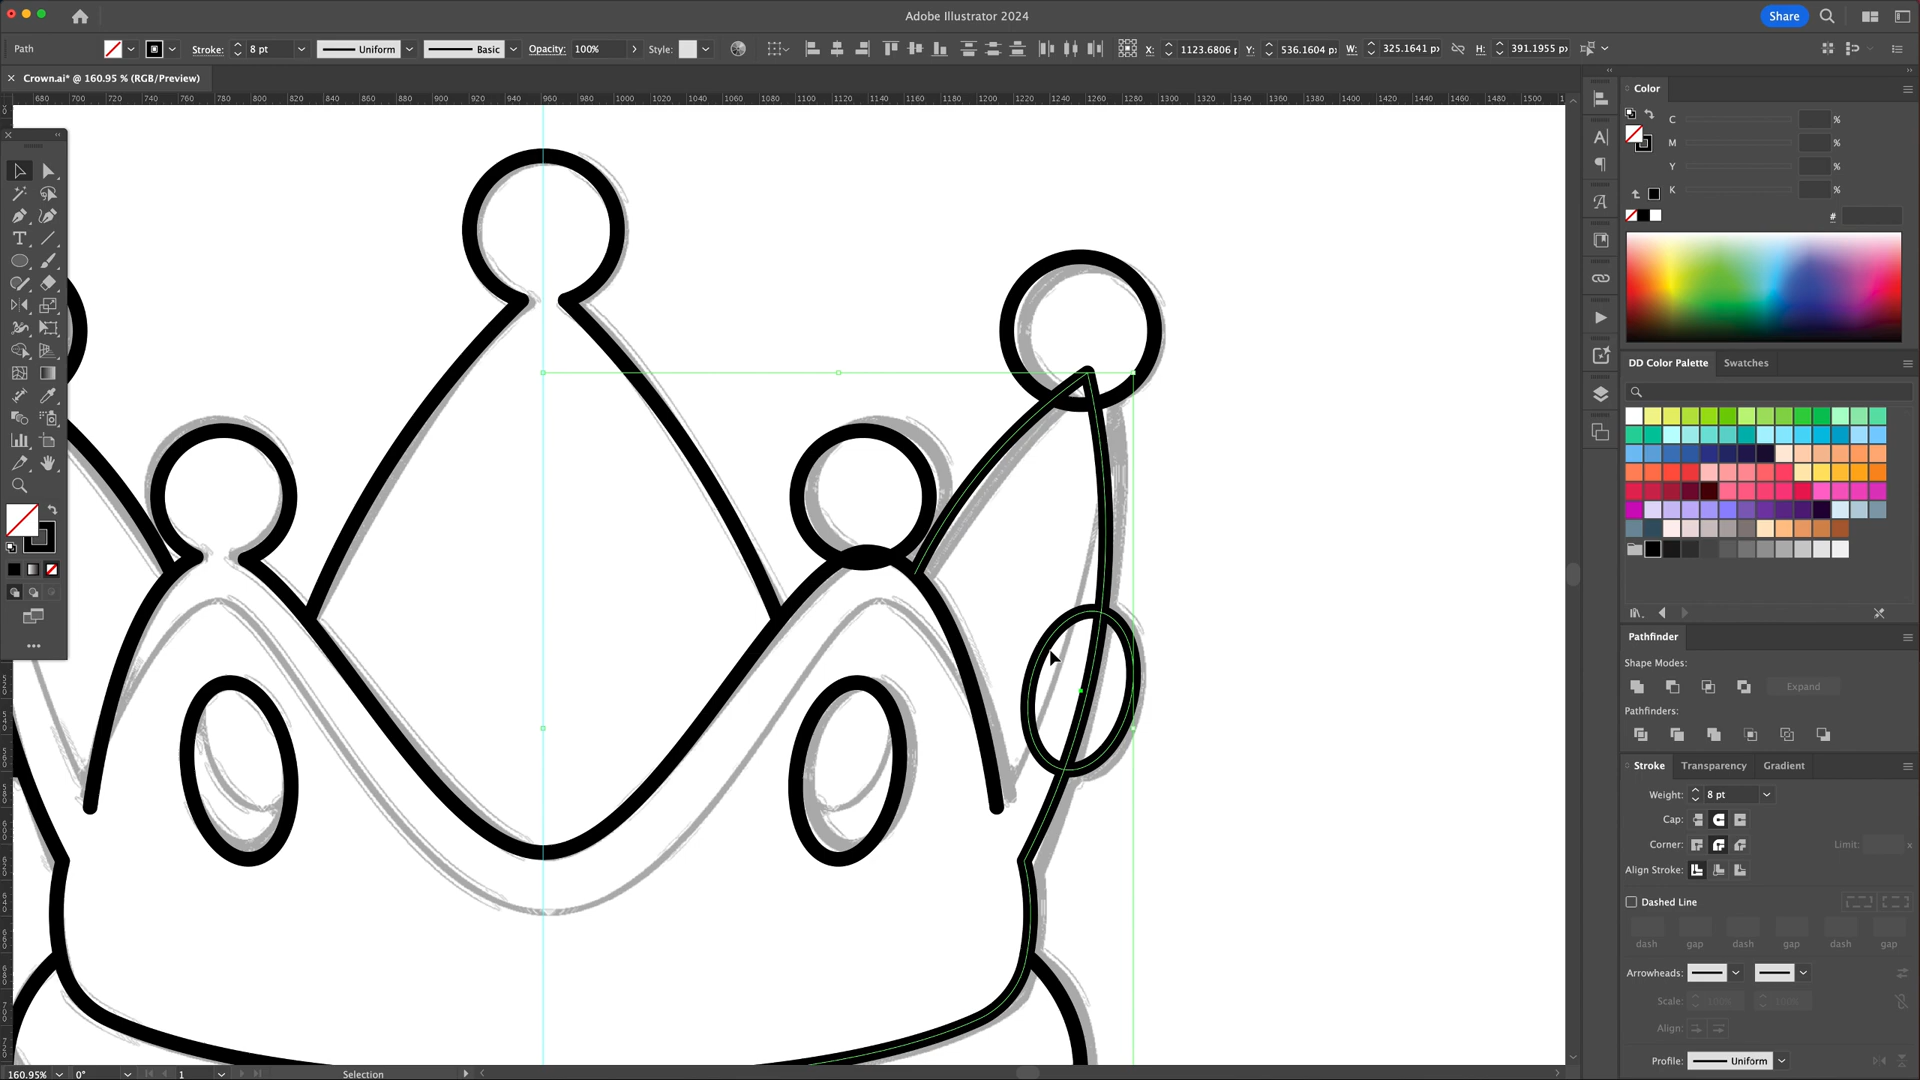 Adobe Illustrator 2024
Share
Path
Stroke:
8 pt
Uniform
Basic
Opacity:
100%
Style:
X:
1123.6806 p
Y:
536.1604 p
W:
325.1641 p
H:
391.1955 p
Crown.ai* @ 160.95 % (RGB/Preview)
680 700 720 740 760 780 800 820 840 860 880 900 920 940 960 980 1000 1020 1040 1060 1080 1100 1120 1140 1160 1180 1200 1220 1240 1260 1280 1300 1320 1340 1360 1380 1400 1420 1440 1460 1480 1500
Color
C %
M %
Y %
K %
#
DD Color Palette
Swatches
Pathfinder
Shape Modes:
Expand
Pathfinders:
Stroke
Transparency
Gradient
Weight:
8 pt
Cap:
Corner:
Limit:
x
Align Stroke:
Dashed Line
dash gap dash gap dash gap
Arrowheads:
Scale:
100%
100%
Align:
Profile:
Uniform
160.95%
0°
1
Selection